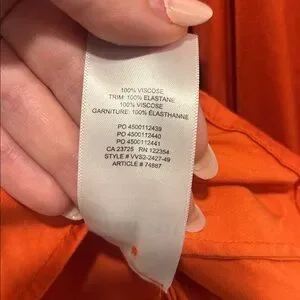 100% VISCOSE
TRIM: 100% ELASTANE
100% VISCOSE
GARNITURE: 100% ÉLASTHANNE
PO 4500112439
PO 4500112440
PO 4500112441
CA 23725 RN 122354
STYLE # VVS2-2427-49
ARTICLE # 74887